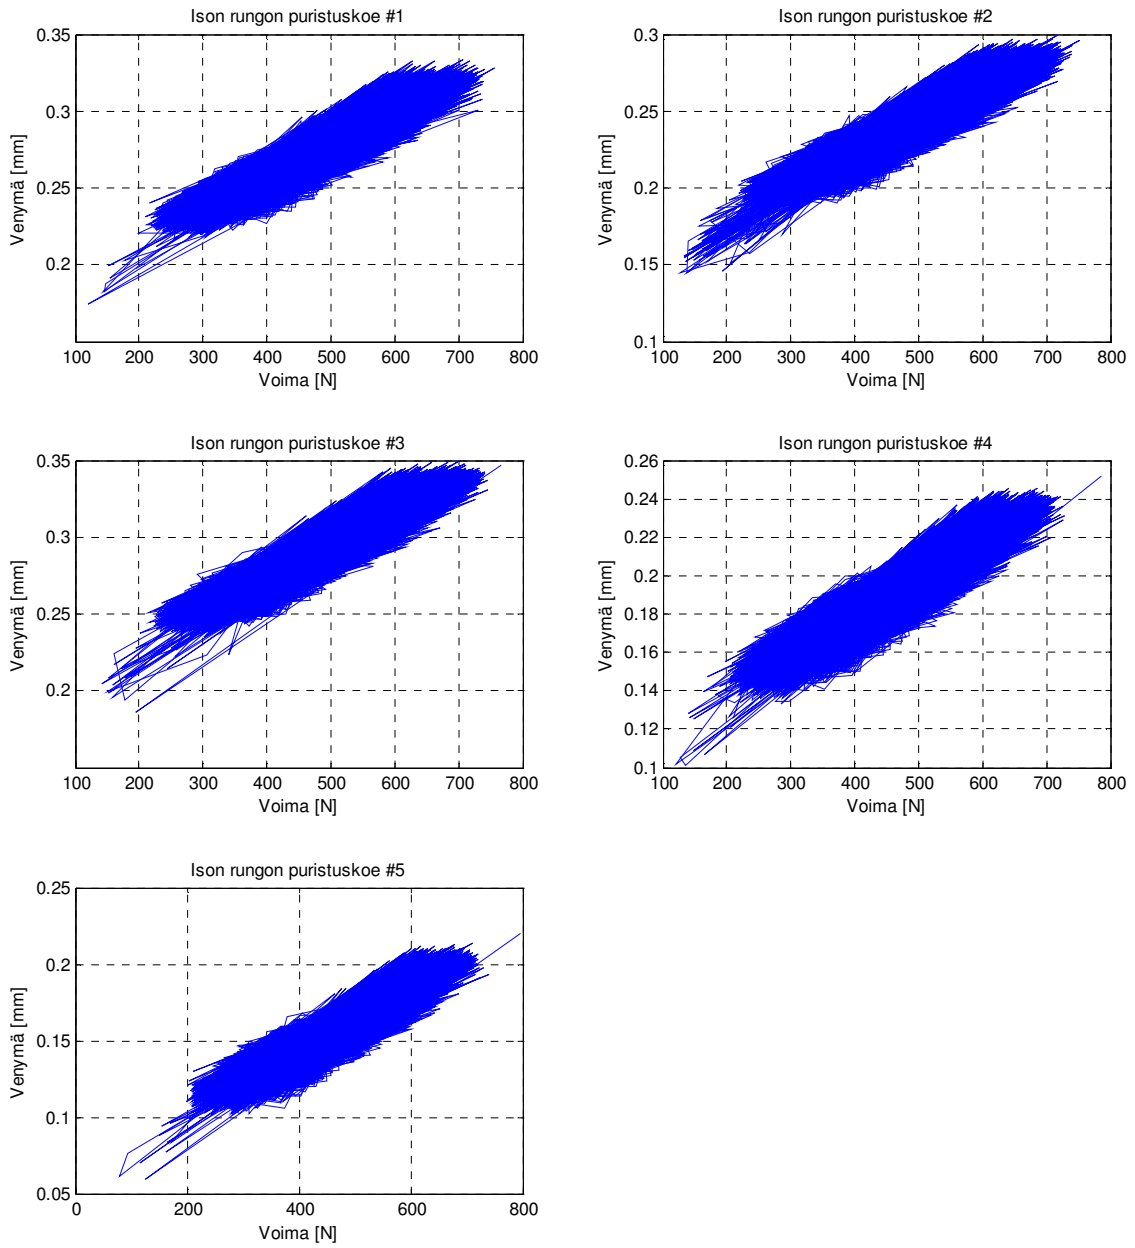 Ison rungon puristuskoe #1
0.35
0.3
0.25
0.2
Venymä [mm]
100 200 300 400 500 600 700 800
Voima [N]
Ison rungon puristuskoe #2
0.3
0.25
0.2
0.15
0.1
Venymä [mm]
100 200 300 400 500 600 700 800
Voima [N]
Ison rungon puristuskoe #3
0.35
0.3
0.25
0.2
Venymä [mm]
100 200 300 400 500 600 700 800
Voima [N]
Ison rungon puristuskoe #4
0.26
0.24
0.22
0.2
0.18
0.16
0.14
0.12
0.1
Venymä [mm]
100 200 300 400 500 600 700 800
Voima [N]
Ison rungon puristuskoe #5
0.25
0.2
0.15
0.1
0.05
Venymä [mm]
0 200 400 600 800
Voima [N]